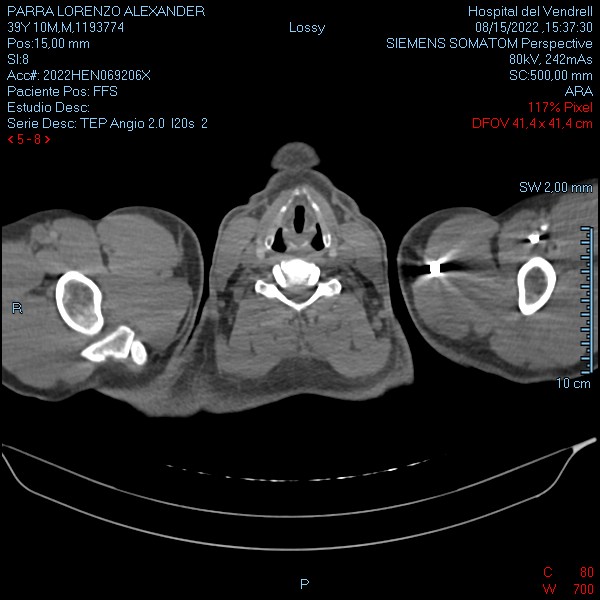 PARRA LORENZO ALEXANDER
39Y 10M,M,1193774
Pos:15,00 mm
SI:8
Acc#: 2022HEN069206X
Paciente Pos: FFS
Estudio Desc:
Serie Desc: TEP Angio 2.0 I20s 2
< 5 - 8 >
Lossy
Hospital del Vendrell
08/15/2022 ,15:37:30
SIEMENS SOMATOM Perspective
80kV, 242mAs
SC:500,00 mm
ARA
117% Pixel
DFOV 41,4 x 41,4 cm
SW 2,00 mm
R
10 cm
P
C 80
W 700